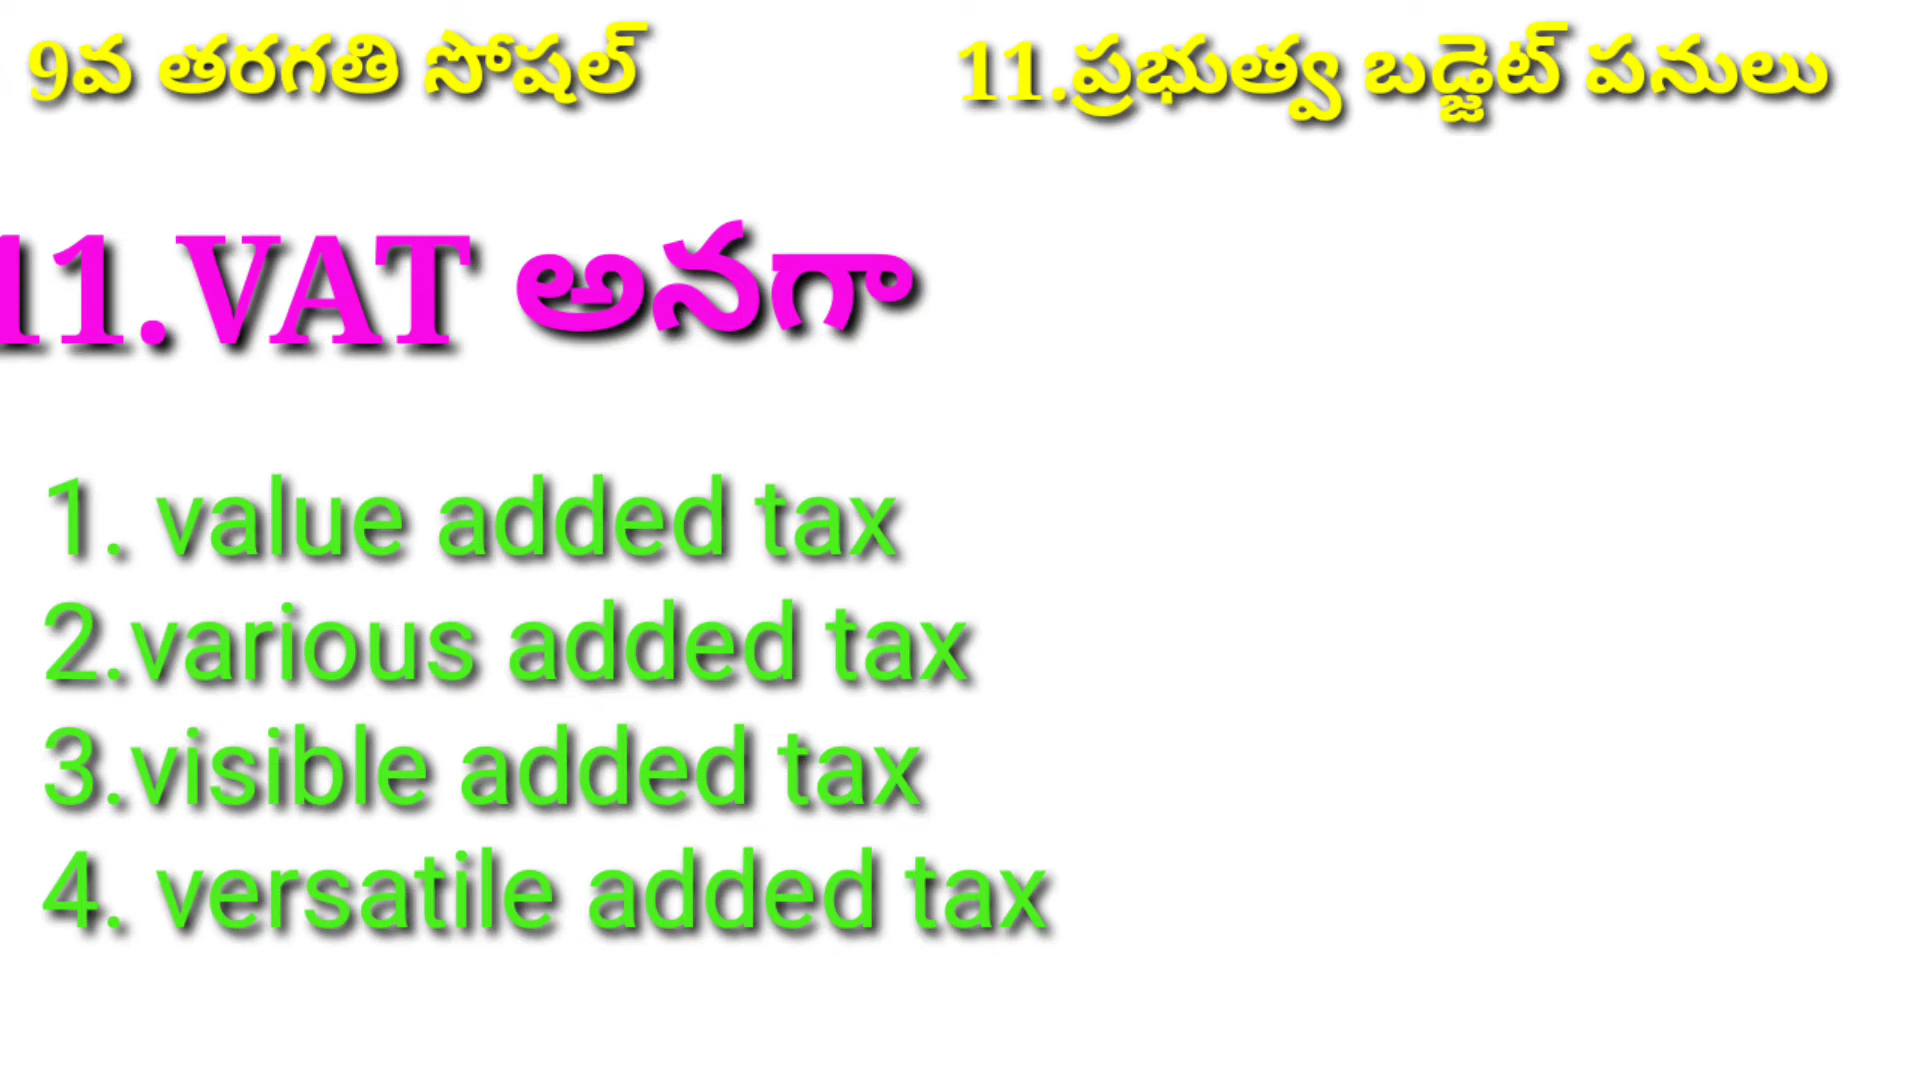 9వ తరగతి సోషల్
11.ప్రభుత్వ బడ్జెట్ పనులు
11.VAT అనగా
1. value added tax
2.various added tax
3.visible added tax
4. versatile added tax